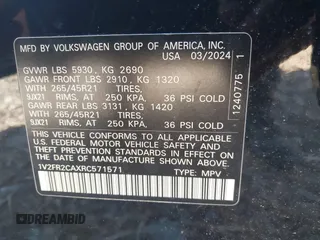 MFD BY VOLKSWAGEN GROUP OF AMERICA, INC.
USA 03/2024
GVWR LBS 5930, KG 2690
GAWR FRONT LBS 2910, KG 1320
WITH 265/45R21 TIRES,
9JX21 RIMS, AT 250 KPA, 36 PSI COLD
GAWR REAR LBS 3131, KG 1420
WITH 265/45R21 TIRES,
9JX21 RIMS, AT 250 KPA, 36 PSI COLD
THIS VEHICLE CONFORMS TO ALL APPLICABLE
U.S. FEDERAL MOTOR VEHICLE SAFETY AND
THEFT PREVENTION STANDARDS IN EFFECT ON
THE DATE OF MANUFACTURE SHOWN ABOVE.
1V2FR2CAXRC571571 TYPE: MPV
1240775 1